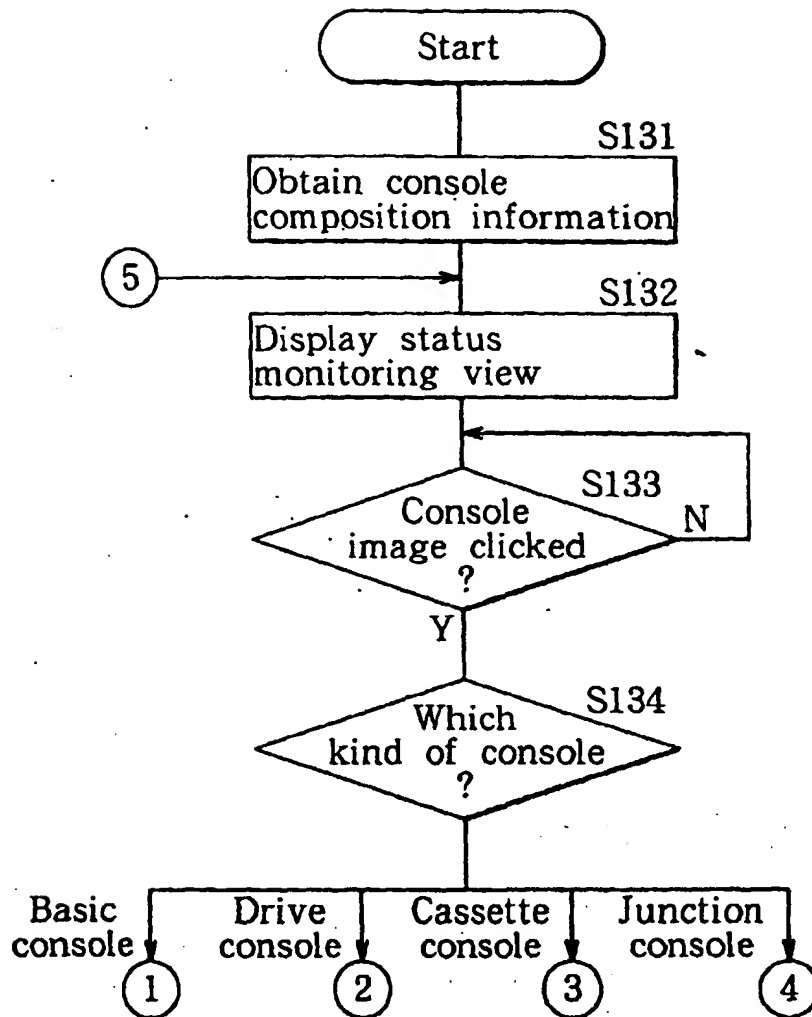 Start
S131
Obtain console
composition information
5
S132
Display status
monitoring view
S133
Console
image clicked
?
N
Y
S134
Which
kind of console
?
Basic
console
Drive
console
Cassette
console
Junction
console
1
2
3
4